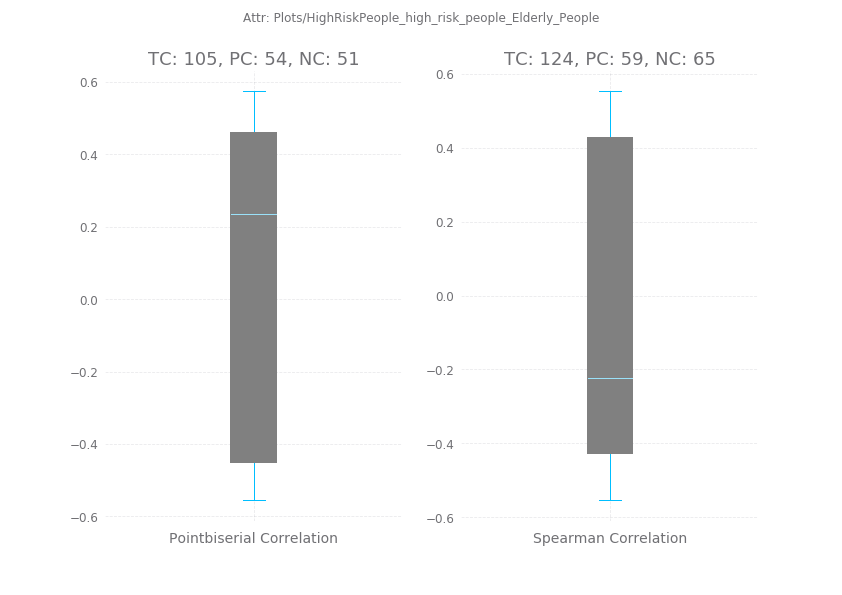 Attr: Plots/HighRiskPeople_high_risk_people_Elderly_People
TC: 105, PC: 54, NC: 51
0.6
0.4
0.2
0.0
−0.2
−0.4
−0.6
Pointbiserial Correlation
TC: 124, PC: 59, NC: 65
0.6
0.4
0.2
0.0
−0.2
−0.4
−0.6
Spearman Correlation